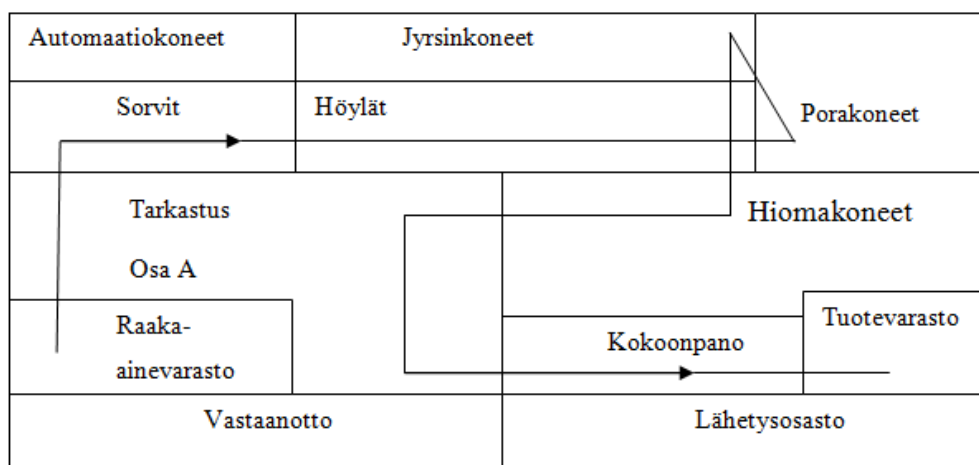 Automaatiokoneet
Jyrsinkoneet
Sorvit
Höylät
Porakoneet
Tarkastus
Osa A
Hiomakoneet
Raaka-
ainevarasto
Kokoonpano
Tuotevarasto
Vastaanotto
Lähetysosasto